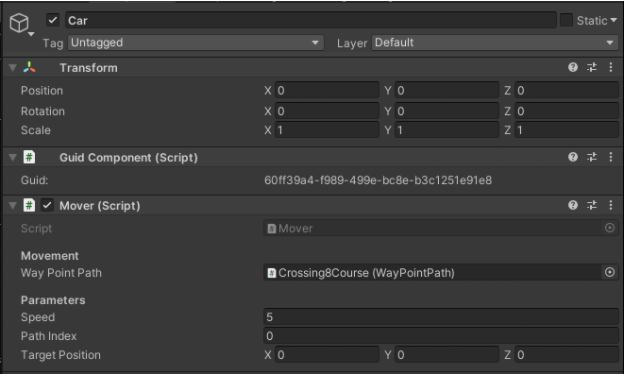 Car Static
Tag Untagged Layer Default
Transform
Position X 0 Y 0 Z 0
Rotation X 0 Y 0 Z 0
Scale X 1 Y 1 Z 1
# Guid Component (Script)
Guid: 60ff39a4-f989-499e-bc8e-b3c1251e91e8
# Mover (Script)
Script # Mover
Movement
Way Point Path # Crossing8Course (WayPointPath)
Parameters
Speed 5
Path Index 0
Target Position X 0 Y 0 Z 0